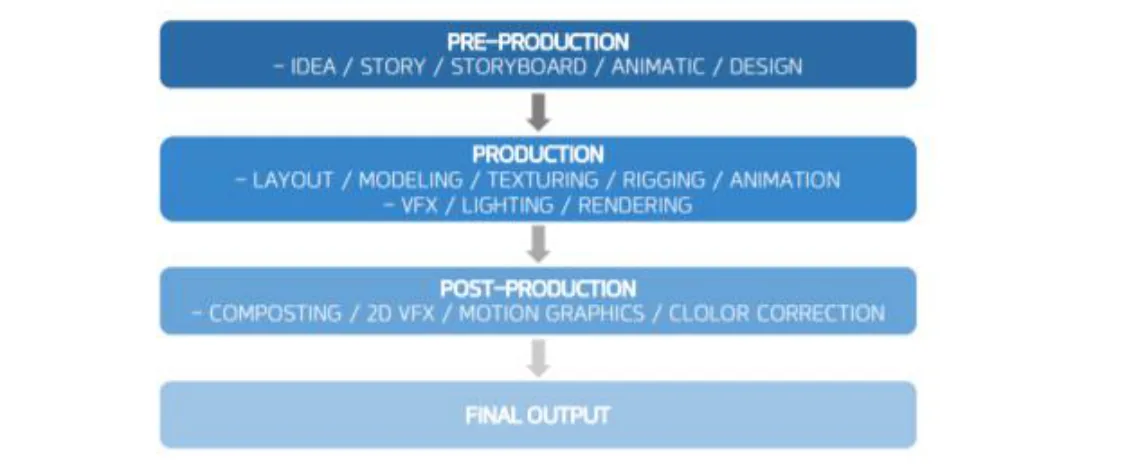 PRE-PRODUCTION
- IDEA / STORY / STORYBOARD / ANIMATIC / DESIGN
PRODUCTION
- LAYOUT / MODELING / TEXTURING / RIGGING / ANIMATION
- VFX / LIGHTING / RENDERING
POST-PRODUCTION
- COMPOSTING / 2D VFX / MOTION GRAPHICS / CLOLOR CORRECTION
FINAL OUTPUT